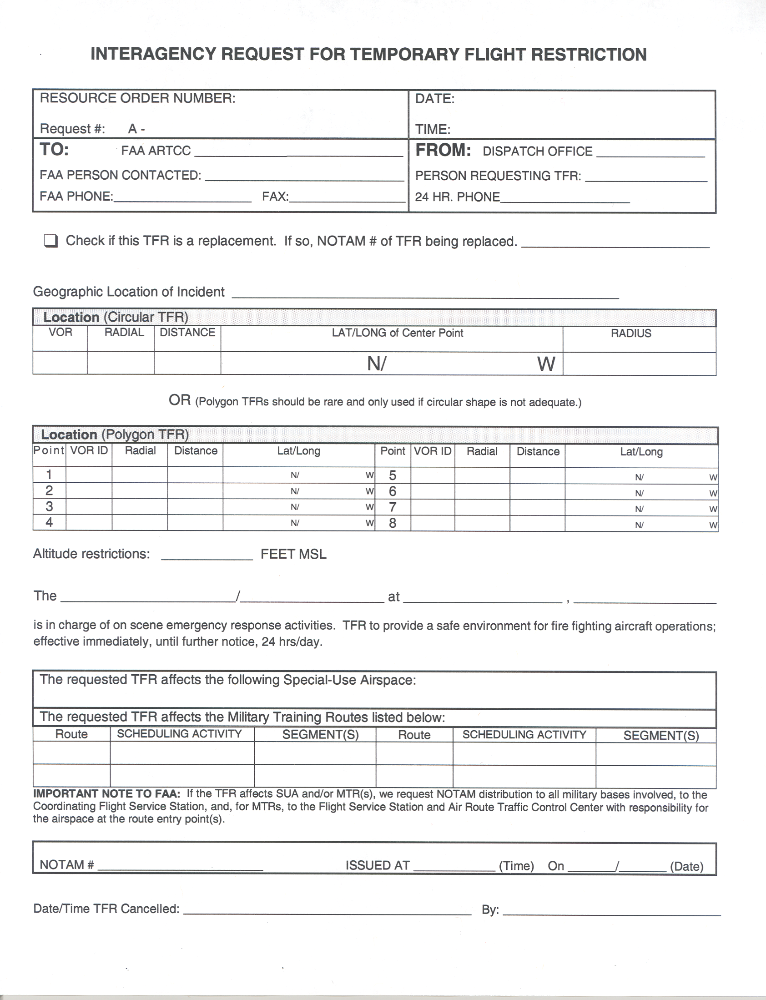 INTERAGENCY REQUEST FOR TEMPORARY FLIGHT RESTRICTION
RESOURCE ORDER NUMBER:
Request #: A -
DATE:
TIME:
TO: FAA ARTCC
FAA PERSON CONTACTED:
FAA PHONE: FAX:
FROM: DISPATCH OFFICE
PERSON REQUESTING TFR:
24 HR. PHONE
Check if this TFR is a replacement. If so, NOTAM # of TFR being replaced.
Geographic Location of Incident
Location (Circular TFR)
VOR RADIAL DISTANCE LAT/LONG of Center Point RADIUS
N/ W
OR (Polygon TFRs should be rare and only used if circular shape is not adequate.)
Location (Polygon TFR)
Point VOR ID Radial Distance Lat/Long Point VOR ID Radial Distance Lat/Long
1 N/ W 5 N/ W
2 N/ W 6 N/ W
3 N/ W 7 N/ W
4 N/ W 8 N/ W
Altitude restrictions: FEET MSL
The / at ,
is in charge of on scene emergency response activities. TFR to provide a safe environment for fire fighting aircraft operations;
effective immediately, until further notice, 24 hrs/day.
The requested TFR affects the following Special-Use Airspace:
The requested TFR affects the Military Training Routes listed below:
Route SCHEDULING ACTIVITY SEGMENT(S) Route SCHEDULING ACTIVITY SEGMENT(S)
IMPORTANT NOTE TO FAA: If the TFR affects SUA and/or MTR(s), we request NOTAM distribution to all military bases involved, to the
Coordinating Flight Service Station, and, for MTRs, to the Flight Service Station and Air Route Traffic Control Center with responsibility for
the airspace at the route entry point(s).
NOTAM # ISSUED AT (Time) On / (Date)
Date/Time TFR Cancelled: By: